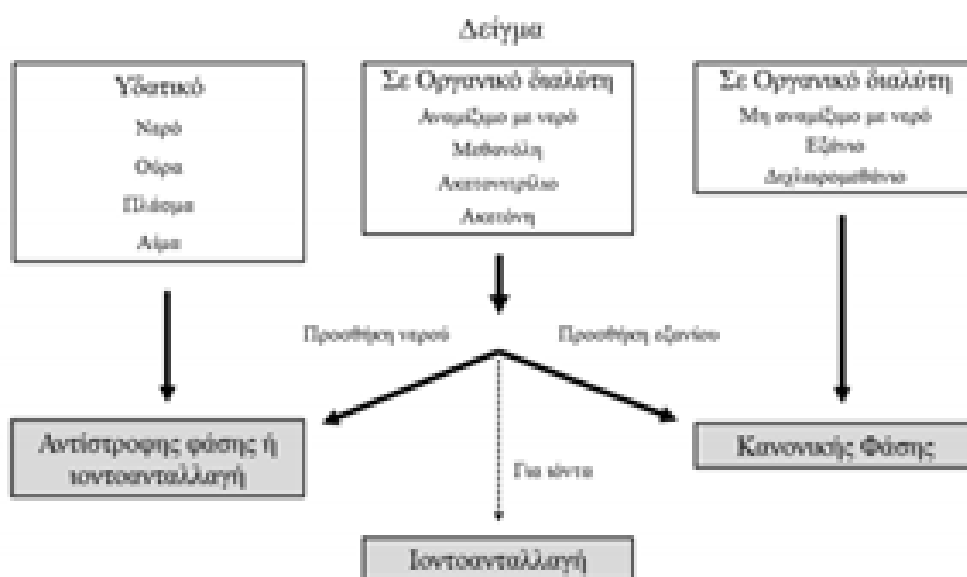 Δείγμα
Υδατικό
Νερό
Ούρα
Πλάσμα
Αίμα
Σε Οργανικό διαλύτη
Αναμίξιμο με νερό
Μεθανόλη
Ακετονιτρίλιο
Ακετόνη
Σε Οργανικό διαλύτη
Μη αναμίξιμο με νερό
Εξάνιο
Διχλωρομεθάνιο
Προσθήκη νερού
Προσθήκη εξανίου
Αντίστροφης φάσης ή
ιοντοανταλλαγή
Κανονικής Φάσης
Για ιόντα
Ιοντοανταλλαγή